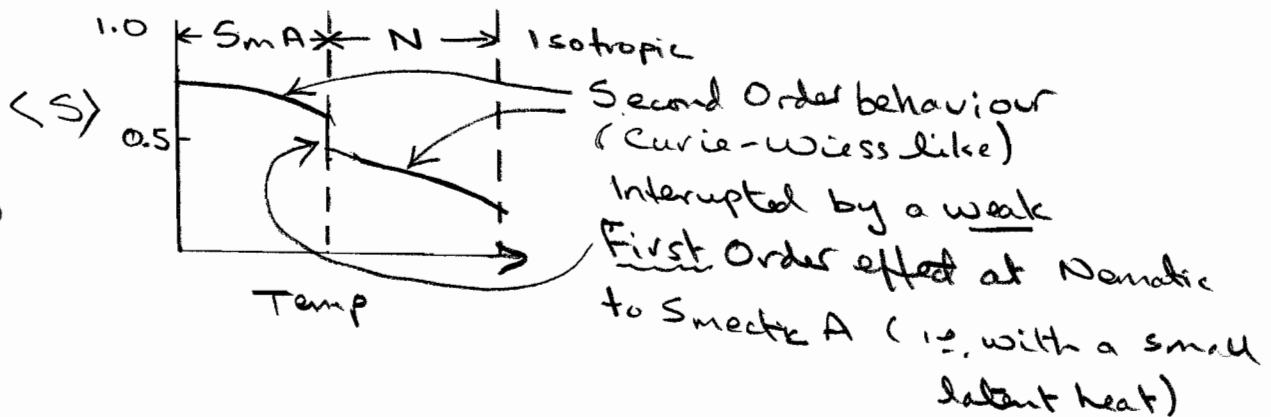 1.0 ← SmA → ← N → Isotropic
<S>
Second Order behaviour
0.5
(Curie-Wiess like)
Interupted by a weak
First Order effect at Nematic
Temp
to Smectic A (ie, with a small
latent heat)